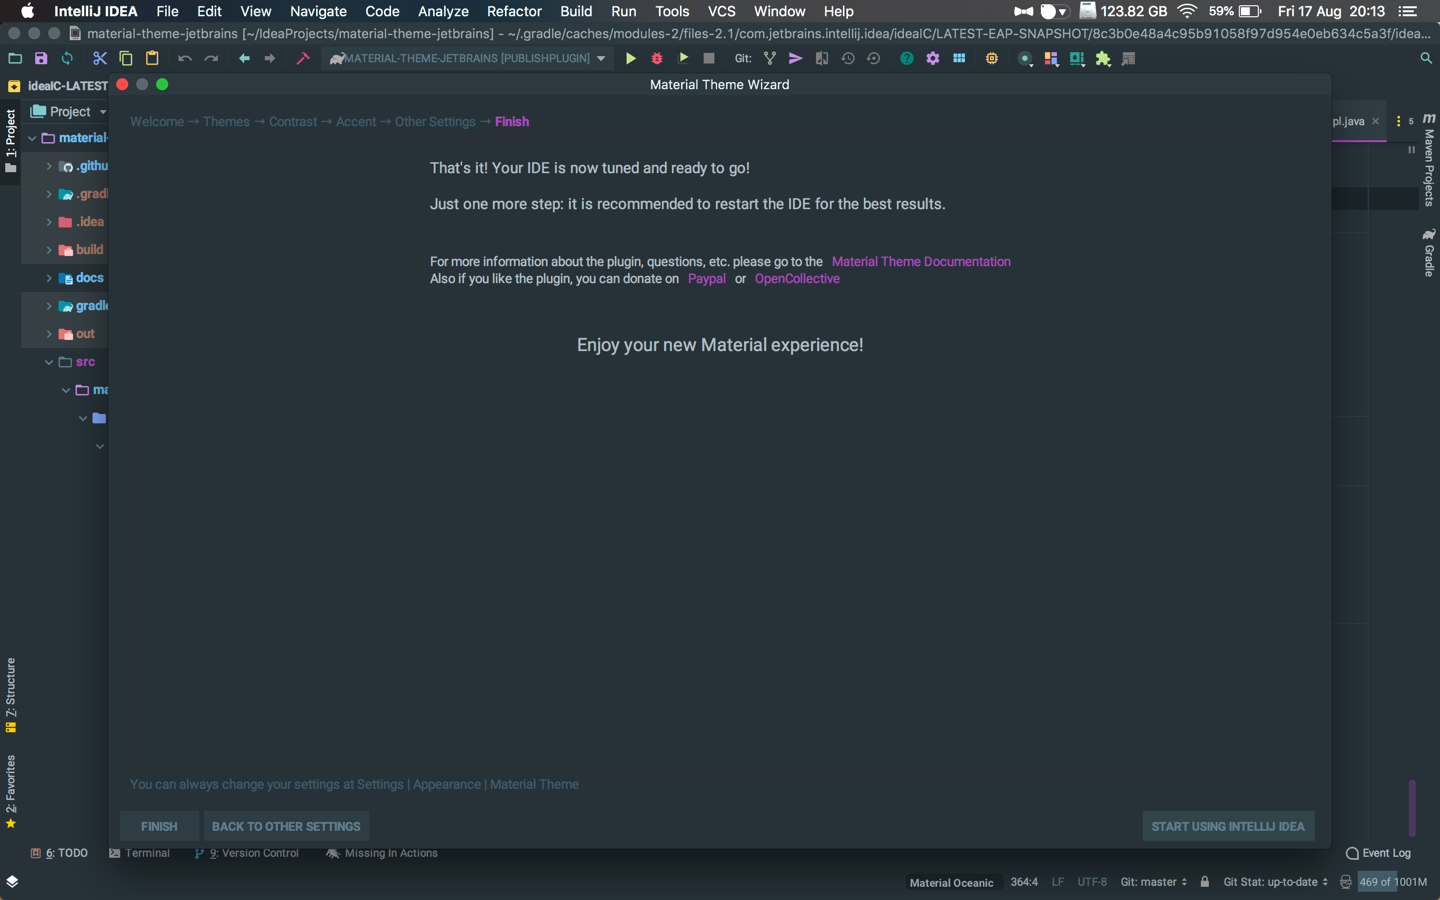 IntelliJ IDEA File Edit View Navigate Code Analyze Refactor Build Run Tools VCS Window Help 123.82 GB 59% Fri 17 Aug 20:13
material-theme-jetbrains [~/IdeaProjects/material-theme-jetbrains] - ~/.gradle/caches/modules-2/files-2.1/com.jetbrains.intellij.idea/ideaIC/LATEST-EAP-SNAPSHOT/8c3b0e48a4c95b91058f97d954e0eb634c5a3f/idea...
MATERIAL-THEME-JETBRAINS [PUBLISHPLUGIN] Git:
ideaIC-LATEST
Material Theme Wizard
1: Project
Project
Welcome → Themes → Contrast → Accent → Other Settings → Finish
pl.java
5
Maven Projects
Gradle
material-
.githu
.gradl
.idea
build
docs
gradle
out
src
ma
That's it! Your IDE is now tuned and ready to go!
Just one more step: it is recommended to restart the IDE for the best results.
For more information about the plugin, questions, etc. please go to the Material Theme Documentation
Also if you like the plugin, you can donate on Paypal or OpenCollective
Enjoy your new Material experience!
7: Structure
2: Favorites
You can always change your settings at Settings | Appearance | Material Theme
FINISH BACK TO OTHER SETTINGS START USING INTELLIJ IDEA
6: TODO Terminal 9: Version Control Missing In Actions Event Log
Material Oceanic 364:4 LF UTF-8 Git: master Git Stat: up-to-date 469 of 1001M